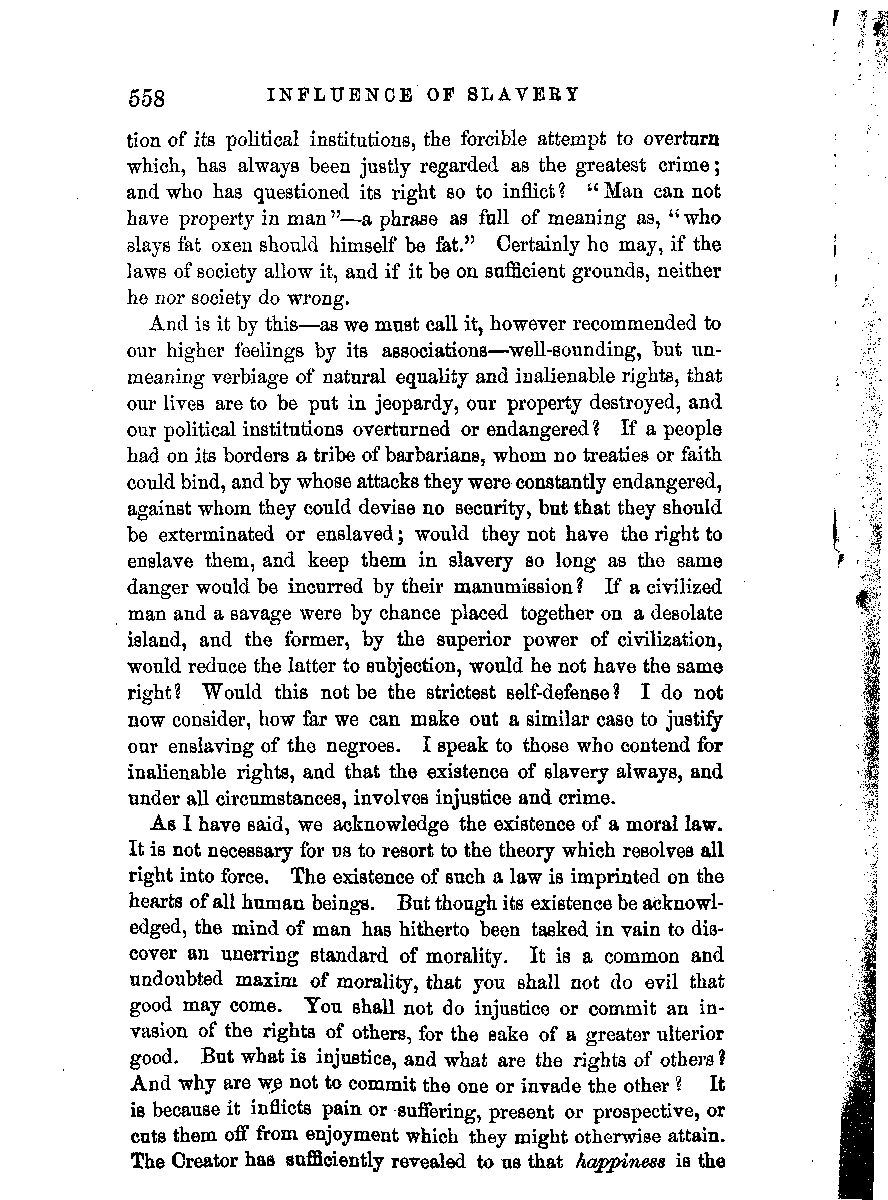 558 INFLUENCE OF SLAVERY
tion of its political institutions, the forcible attempt to overturn
which, has always been justly regarded as the greatest crime;
and who has questioned its right so to inflict? "Man can not
have property in man"—a phrase as full of meaning as, "who
slays fat oxen should himself be fat." Certainly he may, if the
laws of society allow it, and if it be on sufficient grounds, neither
he nor society do wrong.
And is it by this—as we must call it, however recommended to
our higher feelings by its associations—well-sounding, but un-
meaning verbiage of natural equality and inalienable rights, that
our lives are to be put in jeopardy, our property destroyed, and
our political institutions overturned or endangered? If a people
had on its borders a tribe of barbarians, whom no treaties or faith
could bind, and by whose attacks they were constantly endangered,
against whom they could devise no security, but that they should
be exterminated or enslaved; would they not have the right to
enslave them, and keep them in slavery so long as the same
danger would be incurred by their manumission? If a civilized
man and a savage were by chance placed together on a desolate
island, and the former, by the superior power of civilization,
would reduce the latter to subjection, would he not have the same
right? Would this not be the strictest self-defense? I do not
now consider, how far we can make out a similar case to justify
our enslaving of the negroes. I speak to those who contend for
inalienable rights, and that the existence of slavery always, and
under all circumstances, involves injustice and crime.
As I have said, we acknowledge the existence of a moral law.
It is not necessary for us to resort to the theory which resolves all
right into force. The existence of such a law is imprinted on the
hearts of all human beings. But though its existence be acknowl-
edged, the mind of man has hitherto been tasked in vain to dis-
cover an unerring standard of morality. It is a common and
undoubted maxim of morality, that you shall not do evil that
good may come. You shall not do injustice or commit an in-
vasion of the rights of others, for the sake of a greater ulterior
good. But what is injustice, and what are the rights of others?
And why are we not to commit the one or invade the other? It
is because it inflicts pain or suffering, present or prospective, or
cuts them off from enjoyment which they might otherwise attain.
The Creator has sufficiently revealed to us that happiness is the